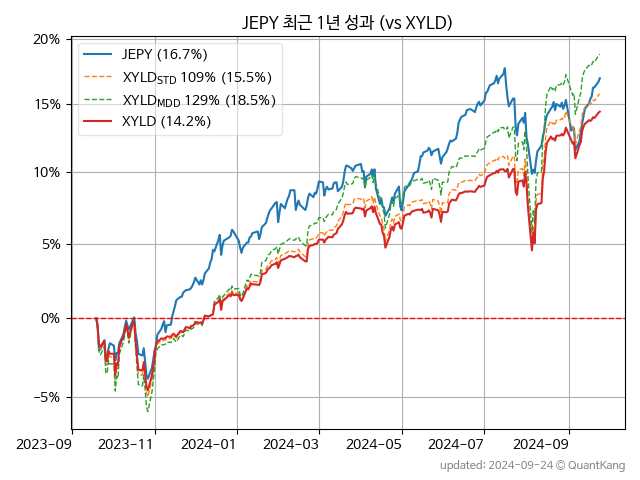 JEPY 최근 1년 성과 (vs XYLD)
20%
15%
10%
5%
0%
−5%
JEPY (16.7%)
XYLDSTD 109% (15.5%)
XYLDMDD 129% (18.5%)
XYLD (14.2%)
2023-09 2023-11 2024-01 2024-03 2024-05 2024-07 2024-09
updated: 2024-09-24 © QuantKang